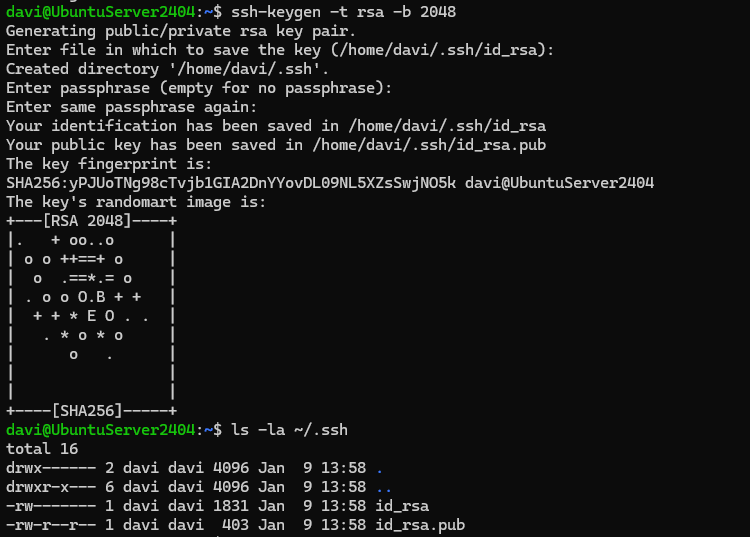 davi@UbuntuServer2404:~$ ssh-keygen -t rsa -b 2048
Generating public/private rsa key pair.
Enter file in which to save the key (/home/davi/.ssh/id_rsa):
Created directory '/home/davi/.ssh'.
Enter passphrase (empty for no passphrase):
Enter same passphrase again:
Your identification has been saved in /home/davi/.ssh/id_rsa
Your public key has been saved in /home/davi/.ssh/id_rsa.pub
The key fingerprint is:
SHA256:yPJUoTNg98cTvjb1GIA2DnYYovDL09NL5XZsSwjNO5k davi@UbuntuServer2404
The key's randomart image is:
+---[RSA 2048]----+
|.   + oo..o      |
| o o ++==+ o     |
|  o  .==*.= o    |
| . o o O.B + +   |
|  + + * E O . .  |
|   . * o * o     |
|      o   .      |
|                 |
|                 |
+----[SHA256]-----+
davi@UbuntuServer2404:~$ ls -la ~/.ssh
total 16
drwx------ 2 davi davi 4096 Jan  9 13:58 .
drwxr-x--- 6 davi davi 4096 Jan  9 13:58 ..
-rw------- 1 davi davi 1831 Jan  9 13:58 id_rsa
-rw-r--r-- 1 davi davi  403 Jan  9 13:58 id_rsa.pub